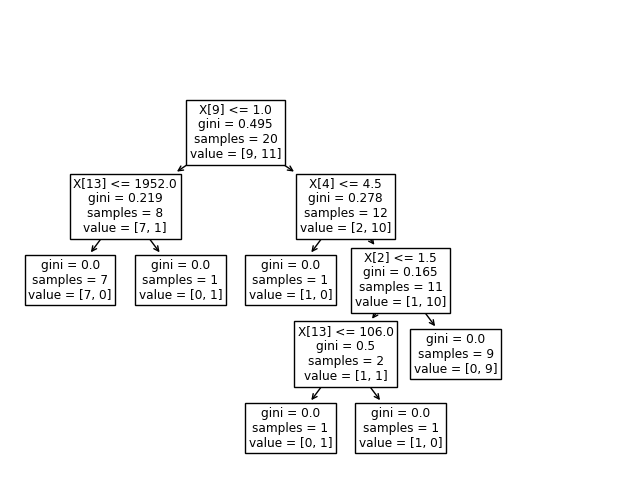 X[9] <= 1.0
gini = 0.495
samples = 20
value = [9, 11]
X[13] <= 1952.0
gini = 0.219
samples = 8
value = [7, 1]
X[4] <= 4.5
gini = 0.278
samples = 12
value = [2, 10]
gini = 0.0
samples = 7
value = [7, 0]
gini = 0.0
samples = 1
value = [0, 1]
gini = 0.0
samples = 1
value = [1, 0]
X[2] <= 1.5
gini = 0.165
samples = 11
value = [1, 10]
X[13] <= 106.0
gini = 0.5
samples = 2
value = [1, 1]
gini = 0.0
samples = 9
value = [0, 9]
gini = 0.0
samples = 1
value = [0, 1]
gini = 0.0
samples = 1
value = [1, 0]